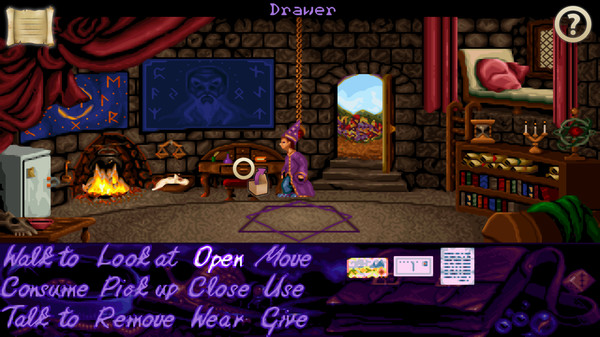 Drawer
?
Walk to Look at Open Move
Consume Pick up Close Use
Talk to Remove Wear Give